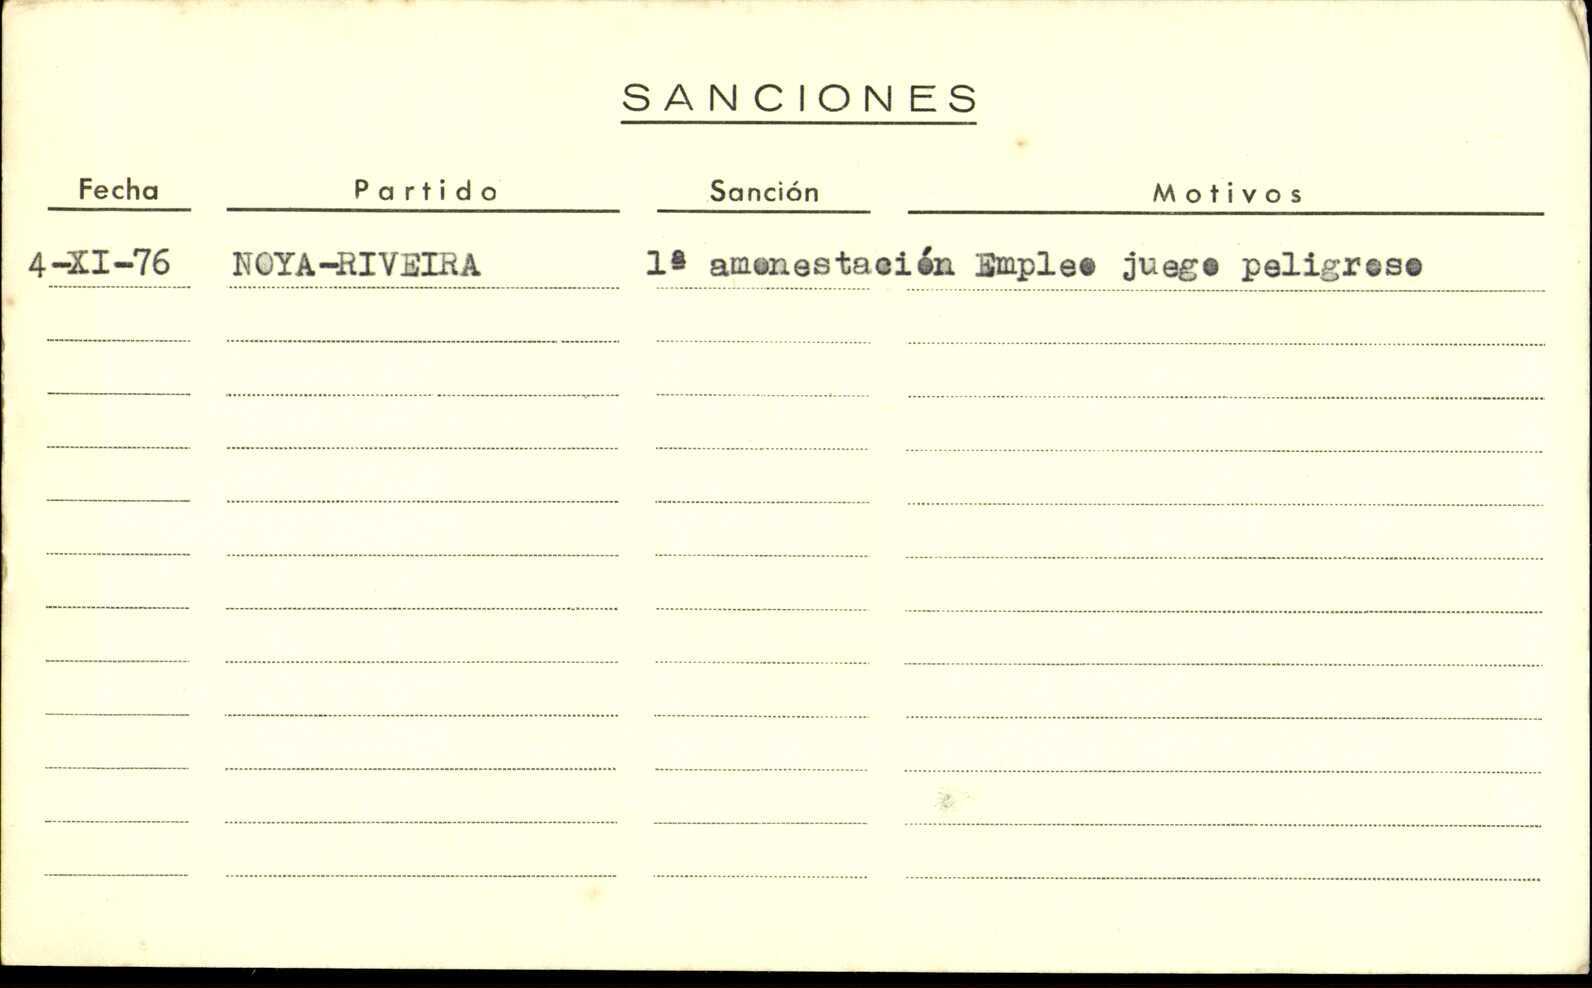 SANCIONES
Fecha Partido Sanción Motivos
4-XI-76 NOYA-RIVEIRA 1ª amonestación Empleo juego peligroso